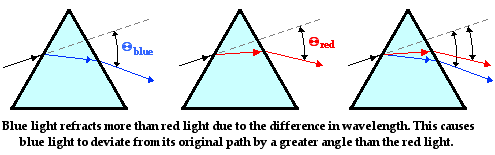 Θblue
Θred
Blue light refracts more than red light due to the difference in wavelength. This causes
blue light to deviate from its original path by a greater angle than the red light.